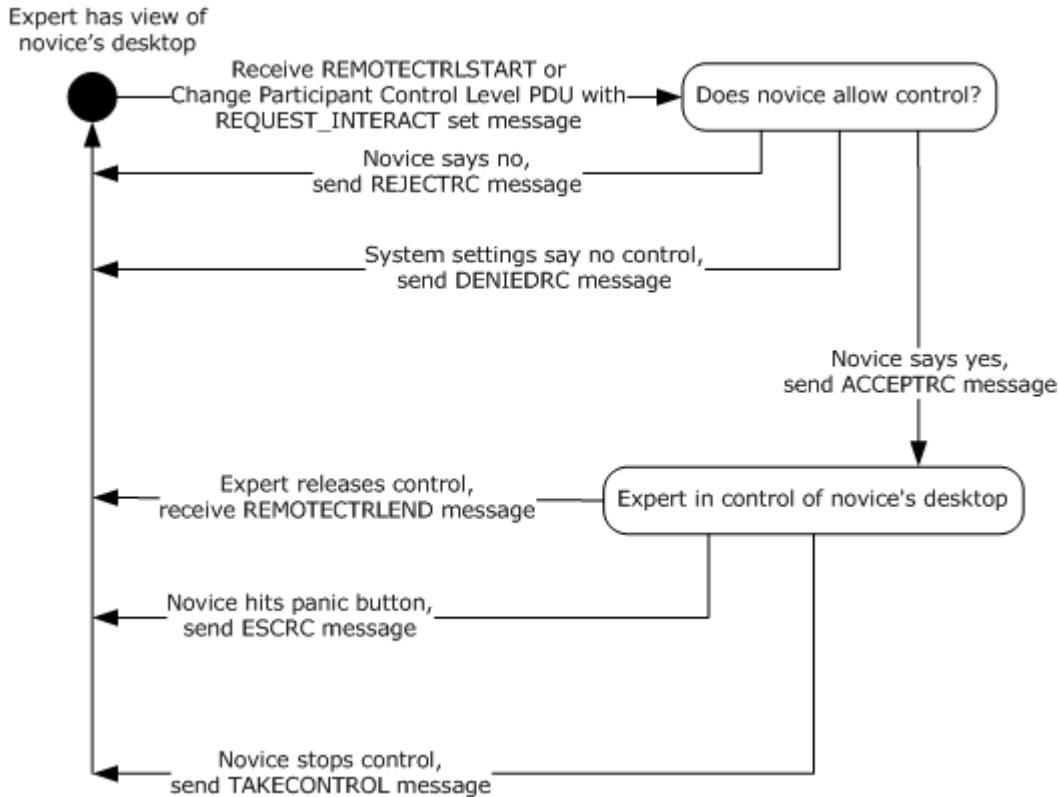 Expert has view of
novice's desktop
Receive REMOTECTRLSTART or
Change Participant Control Level PDU with
REQUEST_INTERACT set message
Does novice allow control?
Novice says no,
send REJECTRC message
System settings say no control,
send DENIEDRC message
Novice says yes,
send ACCEPTRC message
Expert releases control,
receive REMOTECTRLEND message
Expert in control of novice's desktop
Novice hits panic button,
send ESCRC message
Novice stops control,
send TAKECONTROL message